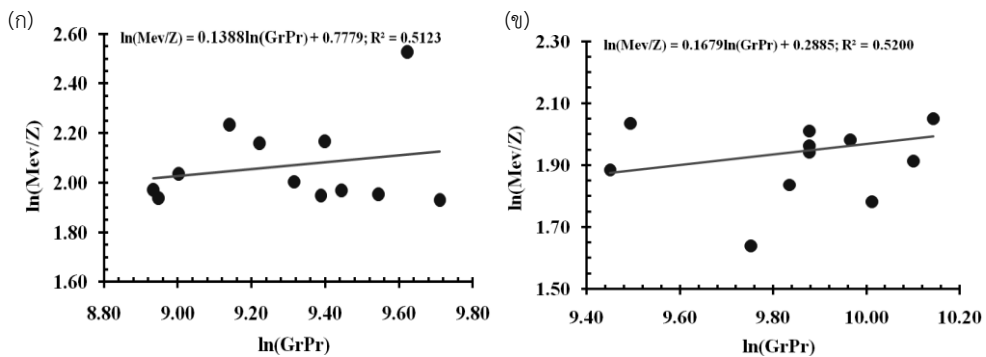 (ก)
ln(Mev/Z) = 0.1388ln(GrPr) + 0.7779; R² = 0.5123
2.60
2.40
2.20
2.00
1.80
1.60
ln(Mev/Z)
8.80 9.00 9.20 9.40 9.60 9.80
ln(GrPr)
(ข)
ln(Mev/Z) = 0.1679ln(GrPr) + 0.2885; R² = 0.5200
2.30
2.10
1.90
1.70
1.50
ln(Mev/Z)
9.40 9.60 9.80 10.00 10.20
ln(GrPr)